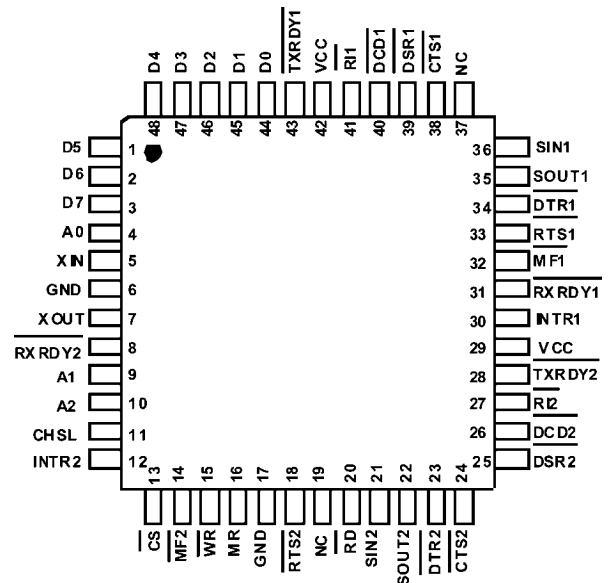 D4 D3 D2 D1 D0 TXRDY1 VCC RI1 DCD1 DSR1 CTS1 NC
48 47 46 45 44 43 42 41 40 39 38 37
D5 1 36 SIN1
D6 2 35 SOUT1
D7 3 34 DTR1
A0 4 33 RTS1
XIN 5 32 MF1
GND 6 31 RXRDY1
XOUT 7 30 INTR1
RXRDY2 8 29 VCC
A1 9 28 TXRDY2
A2 10 27 RI2
CHSL 11 26 DCD2
INTR2 12 25 DSR2
13 14 15 16 17 18 19 20 21 22 23 24
CS MF2 WR MR GND RTS2 NC RD SIN2 SOUT2 DTR2 CTS2